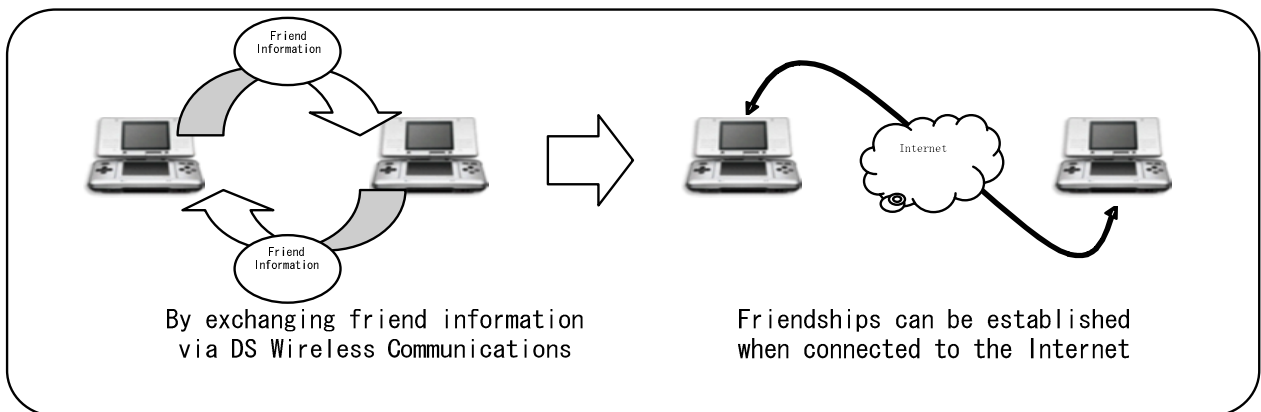 Friend
Information
Internet
Friend
Information
By exchanging friend information
via DS Wireless Communications
Friendships can be established
when connected to the Internet